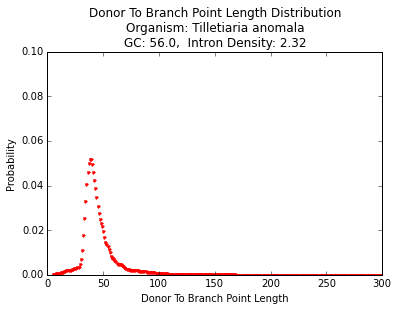 Donor To Branch Point Length Distribution
Organism: Tilletiaria anomala
GC: 56.0,  Intron Density: 2.32
0.10
0.08
0.06
0.04
0.02
0.00
Probability
0 50 100 150 200 250 300
Donor To Branch Point Length